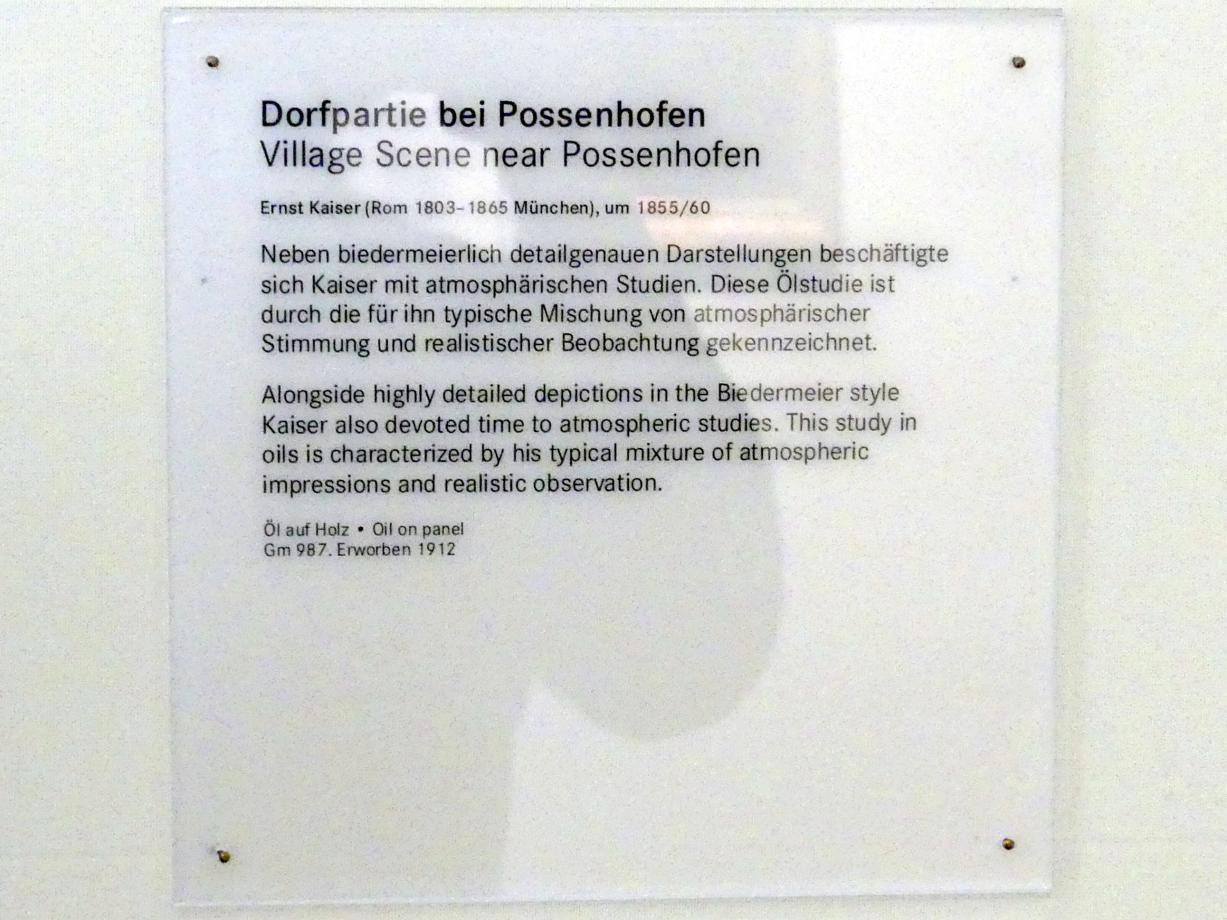 Dorfpartie bei Possenhofen
Village Scene near Possenhofen
Ernst Kaiser (Rom 1803–1865 München), um 1855/60
Neben biedermeierlich detailgenauen Darstellungen beschäftigte
sich Kaiser mit atmosphärischen Studien. Diese Ölstudie ist
durch die für ihn typische Mischung von atmosphärischer
Stimmung und realistischer Beobachtung gekennzeichnet.
Alongside highly detailed depictions in the Biedermeier style
Kaiser also devoted time to atmospheric studies. This study in
oils is characterized by his typical mixture of atmospheric
impressions and realistic observation.
Öl auf Holz • Oil on panel
Gm 987. Erworben 1912